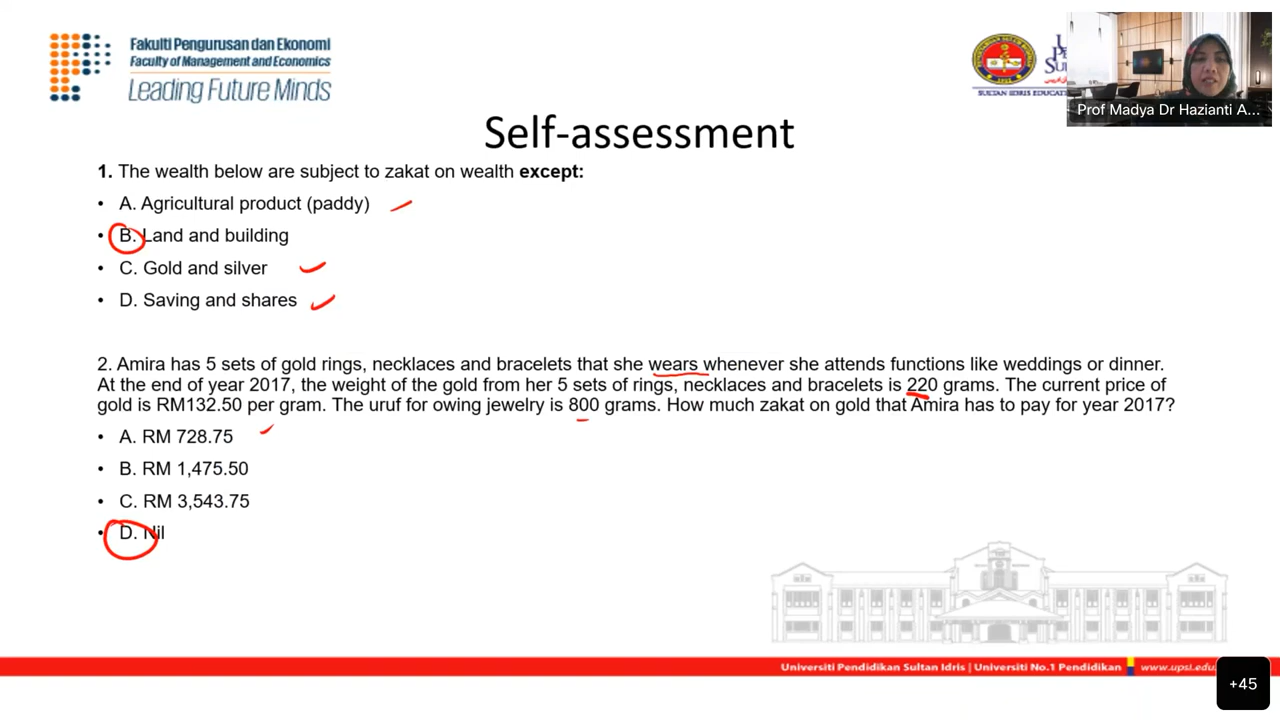 Fakulti Pengurusan dan Ekonomi
Faculty of Management and Economics
Leading Future Minds
SULTAN IDRIS EDUCAT
Prof Madya Dr Hazianti A...
Self-assessment
1. The wealth below are subject to zakat on wealth except:
• A. Agricultural product (paddy)
• B. Land and building
• C. Gold and silver
• D. Saving and shares
2. Amira has 5 sets of gold rings, necklaces and bracelets that she wears whenever she attends functions like weddings or dinner.
At the end of year 2017, the weight of the gold from her 5 sets of rings, necklaces and bracelets is 220 grams. The current price of
gold is RM132.50 per gram. The uruf for owing jewelry is 800 grams. How much zakat on gold that Amira has to pay for year 2017?
• A. RM 728.75
• B. RM 1,475.50
• C. RM 3,543.75
• D. Nil
Universiti Pendidikan Sultan Idris | Universiti No.1 Pendidikan
www.upsi.edu.
+45